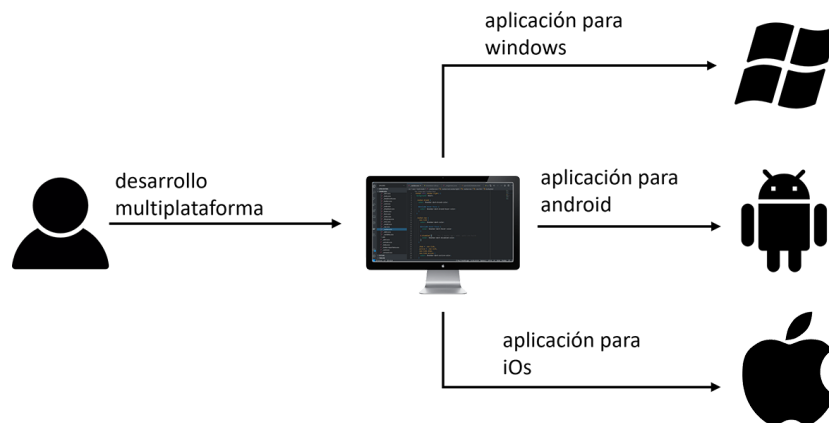 aplicación para
windows
desarrollo
multiplataforma
aplicación para
android
aplicación para
iOs